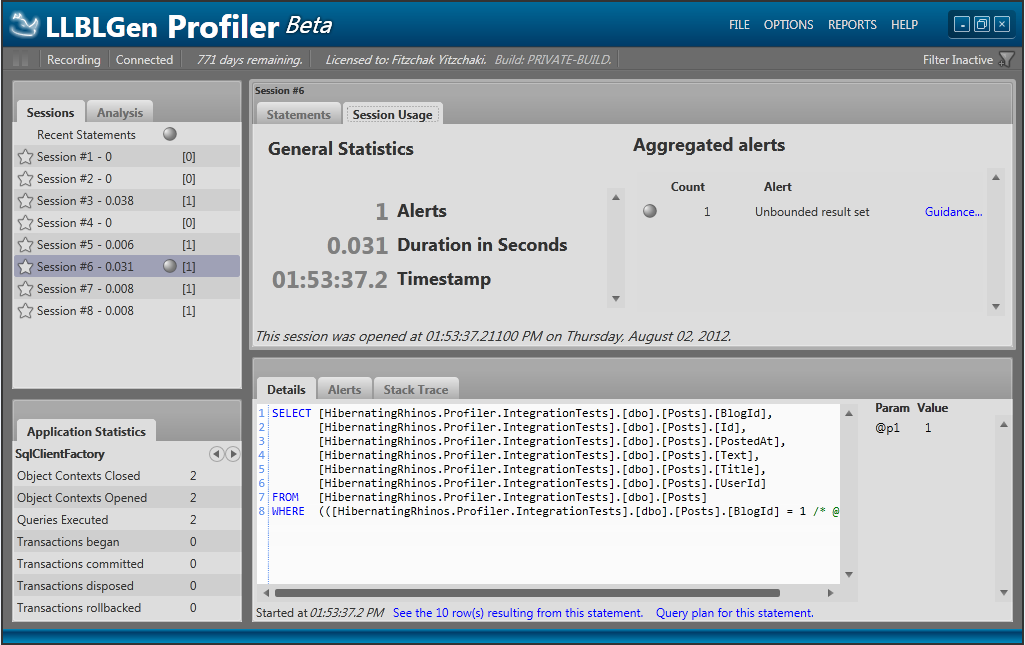 LLBLGen Profiler Beta
FILE OPTIONS REPORTS HELP
Recording Connected 771 days remaining. Licensed to: Fitzchak Yitzchaki. Build: PRIVATE-BUILD. Filter Inactive
Sessions Analysis
Recent Statements
Session #1 - 0 [0]
Session #2 - 0 [0]
Session #3 - 0.038 [1]
Session #4 - 0 [0]
Session #5 - 0.006 [1]
Session #6 - 0.031 [1]
Session #7 - 0.008 [1]
Session #8 - 0.008 [1]
Application Statistics
SqlClientFactory
Object Contexts Closed 2
Object Contexts Opened 2
Queries Executed 2
Transactions began 0
Transactions committed 0
Transactions disposed 0
Transactions rollbacked 0
Session #6
Statements Session Usage
General Statistics
1 Alerts
0.031 Duration in Seconds
01:53:37.2 Timestamp
Aggregated alerts
Count Alert
1 Unbounded result set Guidance...
This session was opened at 01:53:37.21100 PM on Thursday, August 02, 2012.
Details Alerts Stack Trace
1 SELECT [HibernatingRhinos.Profiler.IntegrationTests].[dbo].[Posts].[BlogId],
2 [HibernatingRhinos.Profiler.IntegrationTests].[dbo].[Posts].[Id],
3 [HibernatingRhinos.Profiler.IntegrationTests].[dbo].[Posts].[PostedAt],
4 [HibernatingRhinos.Profiler.IntegrationTests].[dbo].[Posts].[Text],
5 [HibernatingRhinos.Profiler.IntegrationTests].[dbo].[Posts].[Title],
6 [HibernatingRhinos.Profiler.IntegrationTests].[dbo].[Posts].[UserId]
7 FROM [HibernatingRhinos.Profiler.IntegrationTests].[dbo].[Posts]
8 WHERE (([HibernatingRhinos.Profiler.IntegrationTests].[dbo].[Posts].[BlogId] = 1 /* @
Param Value
@p1 1
Started at 01:53:37.2 PM See the 10 row(s) resulting from this statement. Query plan for this statement.